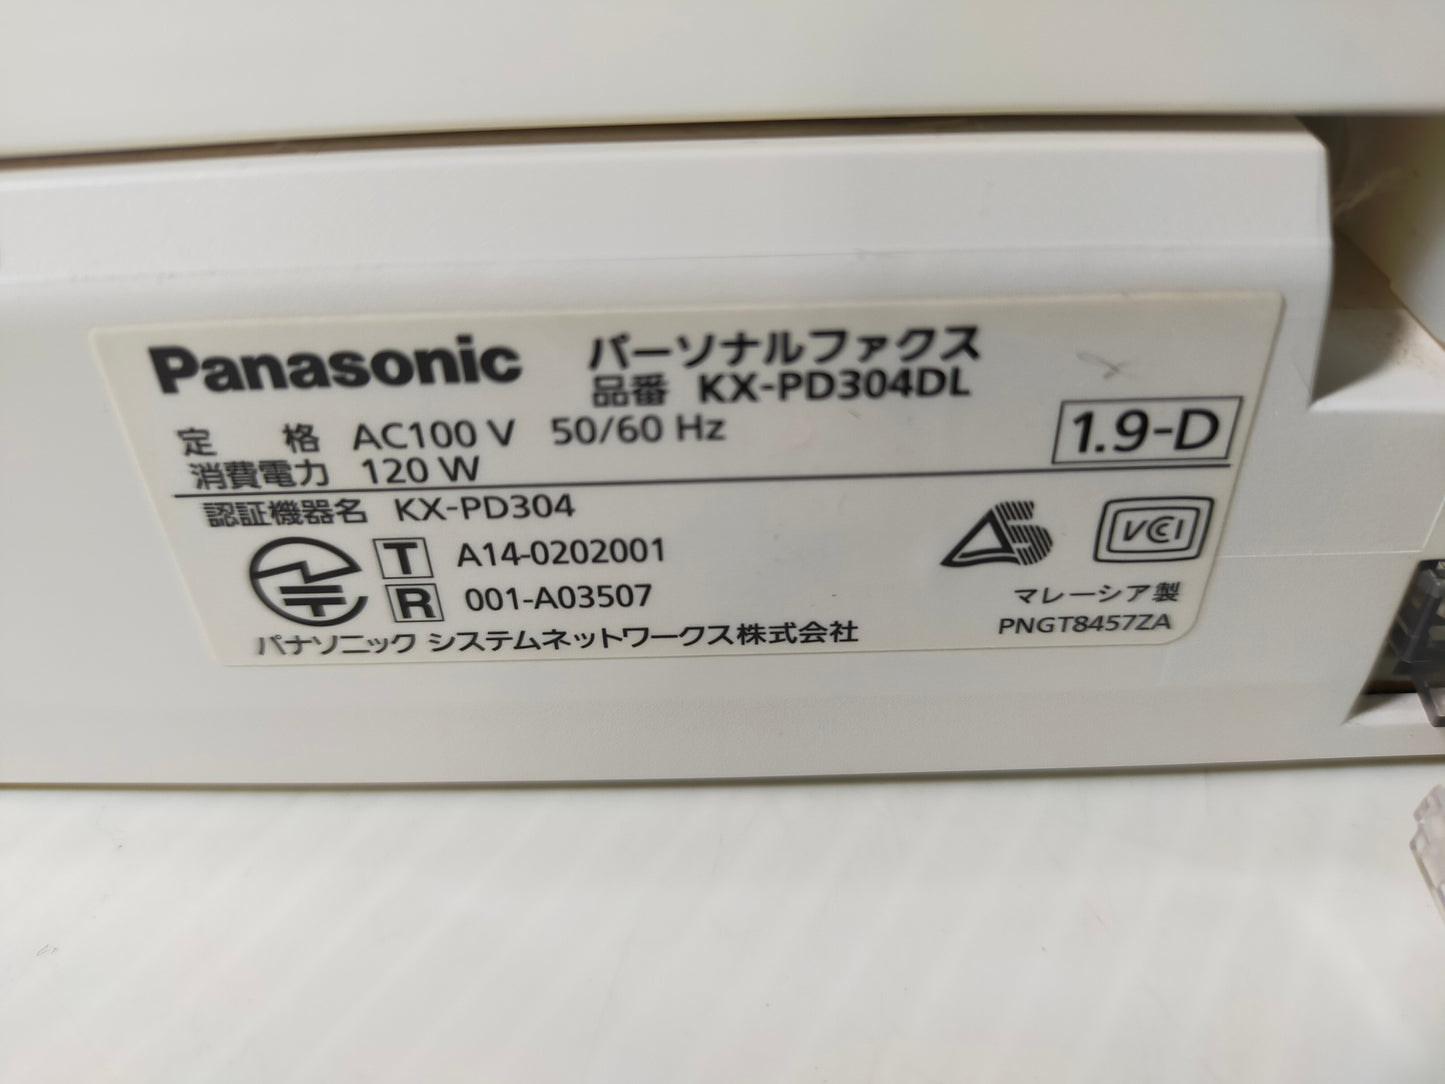 Panasonic パーソナルファクス
品番 KX-PD304DL
定 格 AC100 V 50/60 Hz
消費電力 120 W
1.9-D
認証機器名 KX-PD304
T A14-0202001
R 001-A03507
パナソニック システムネットワークス株式会社
VCI
マレーシア製
PNGT8457ZA